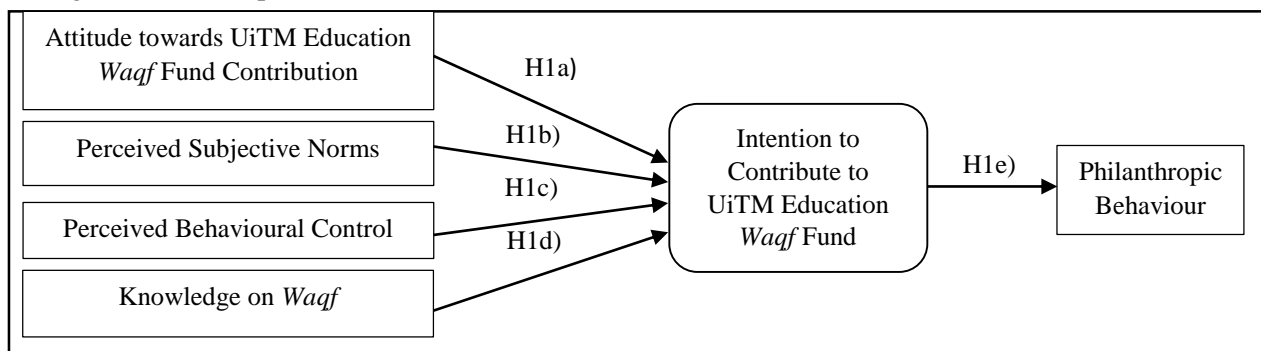 Attitude towards UiTM Education
Waqf Fund Contribution
H1a)
Perceived Subjective Norms
H1b)
H1c)
Perceived Behavioural Control
H1d)
Knowledge on Waqf
Intention to
Contribute to
UiTM Education
Waqf Fund
H1e)
Philanthropic
Behaviour